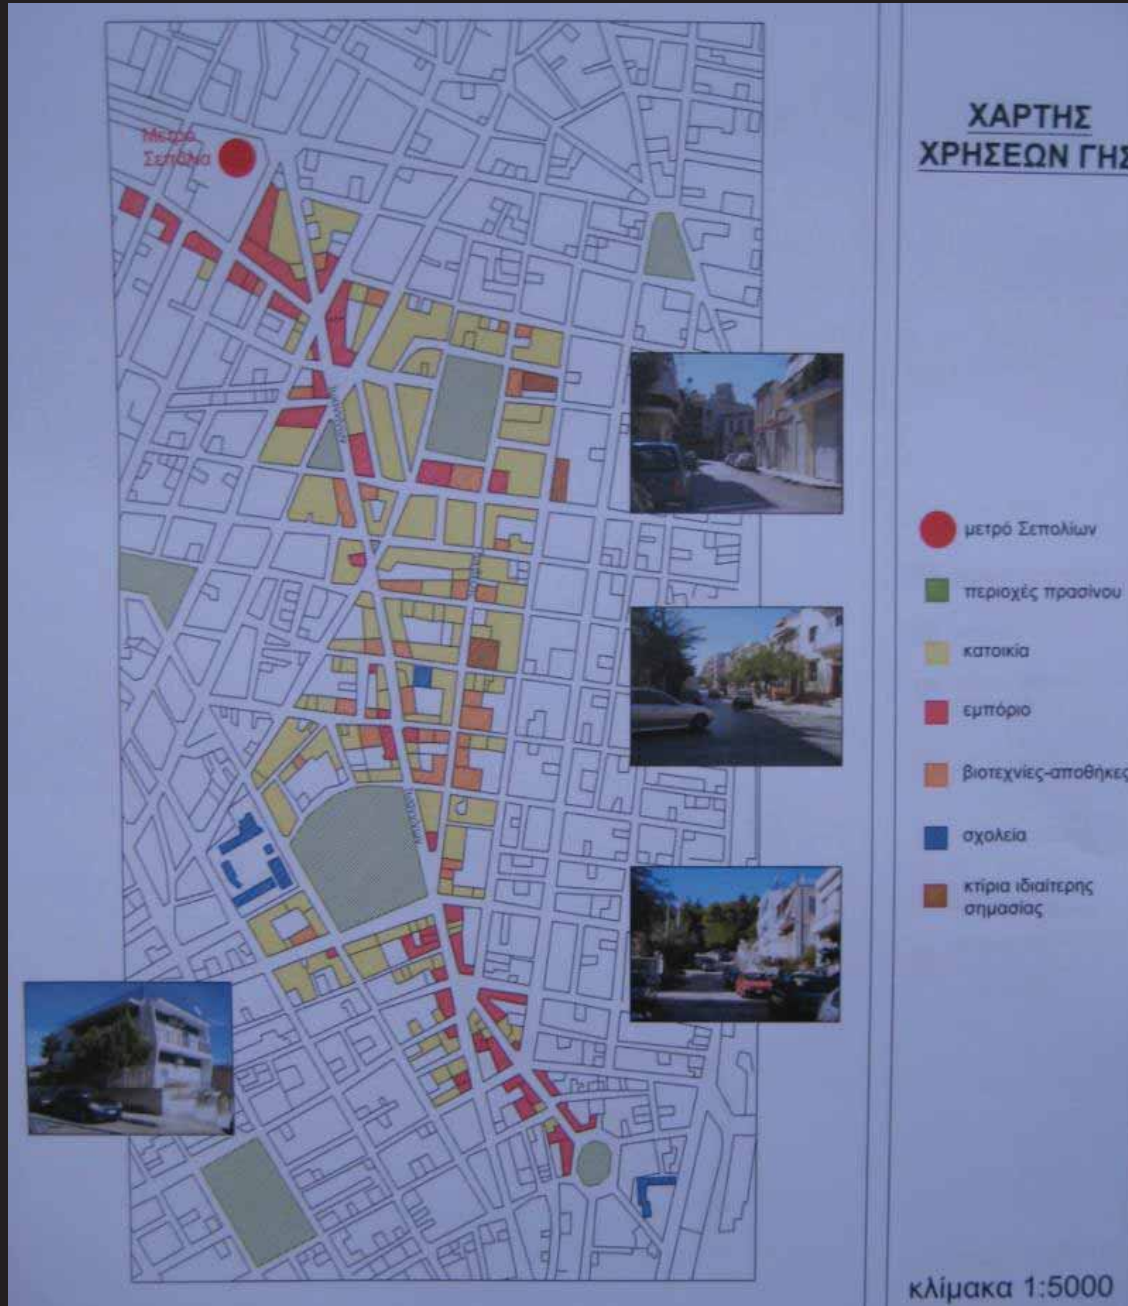 ΧΑΡΤΗΣ
ΧΡΗΣΕΩΝ ΓΗΣ
Μετρό
Σεπόλια
μετρό Σεπολίων
περιοχές πρασίνου
κατοικία
εμπόριο
βιοτεχνίες-αποθήκες
σχολεία
κτίρια ιδιαίτερης
σημασίας
κλίμακα 1:5000